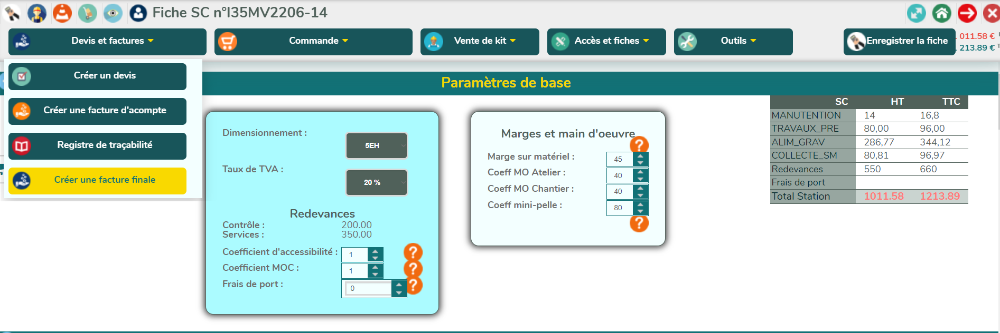 Fiche SC n°I35MV2206-14
Devis et factures
Commande
Vente de kit
Accès et fiches
Outils
Enregistrer la fiche
011.58 €
213.89 €
Créer un devis
Créer une facture d'acompte
Registre de traçabilité
Créer une facture finale
Paramètres de base
Dimensionnement :
5EH
Taux de TVA :
20 %
Redevances
Contrôle : 200.00
Services : 350.00
Coefficient d'accessibilité : 1 ?
Coefficient MOC : 1 ?
Frais de port : 0 ?
Marges et main d'oeuvre
?
Marge sur matériel : 45
Coeff MO Atelier : 40
Coeff MO Chantier : 40
Coeff mini-pelle : 80
?
SC HT TTC
MANUTENTION 14 16,8
TRAVAUX_PRE 80,00 96,00
ALIM_GRAV 286,77 344,12
COLLECTE_SM 80,81 96,97
Redevances 550 660
Frais de port
Total Station 1011.58 1213.89